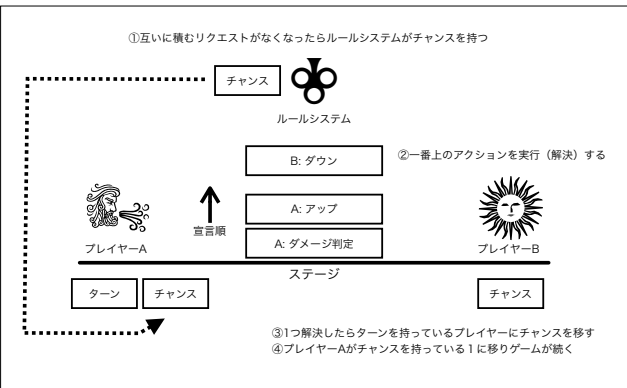 ①互いに積むリクエストがなくなったらルールシステムがチャンスを持つ
チャンス
ルールシステム
B: ダウン
②一番上のアクションを実行（解決）する
A: アップ
宣言順
A: ダメージ判定
プレイヤーA
プレイヤーB
ステージ
ターン
チャンス
チャンス
③1つ解決したらターンを持っているプレイヤーにチャンスを移す
④プレイヤーAがチャンスを持っている１に移りゲームが続く